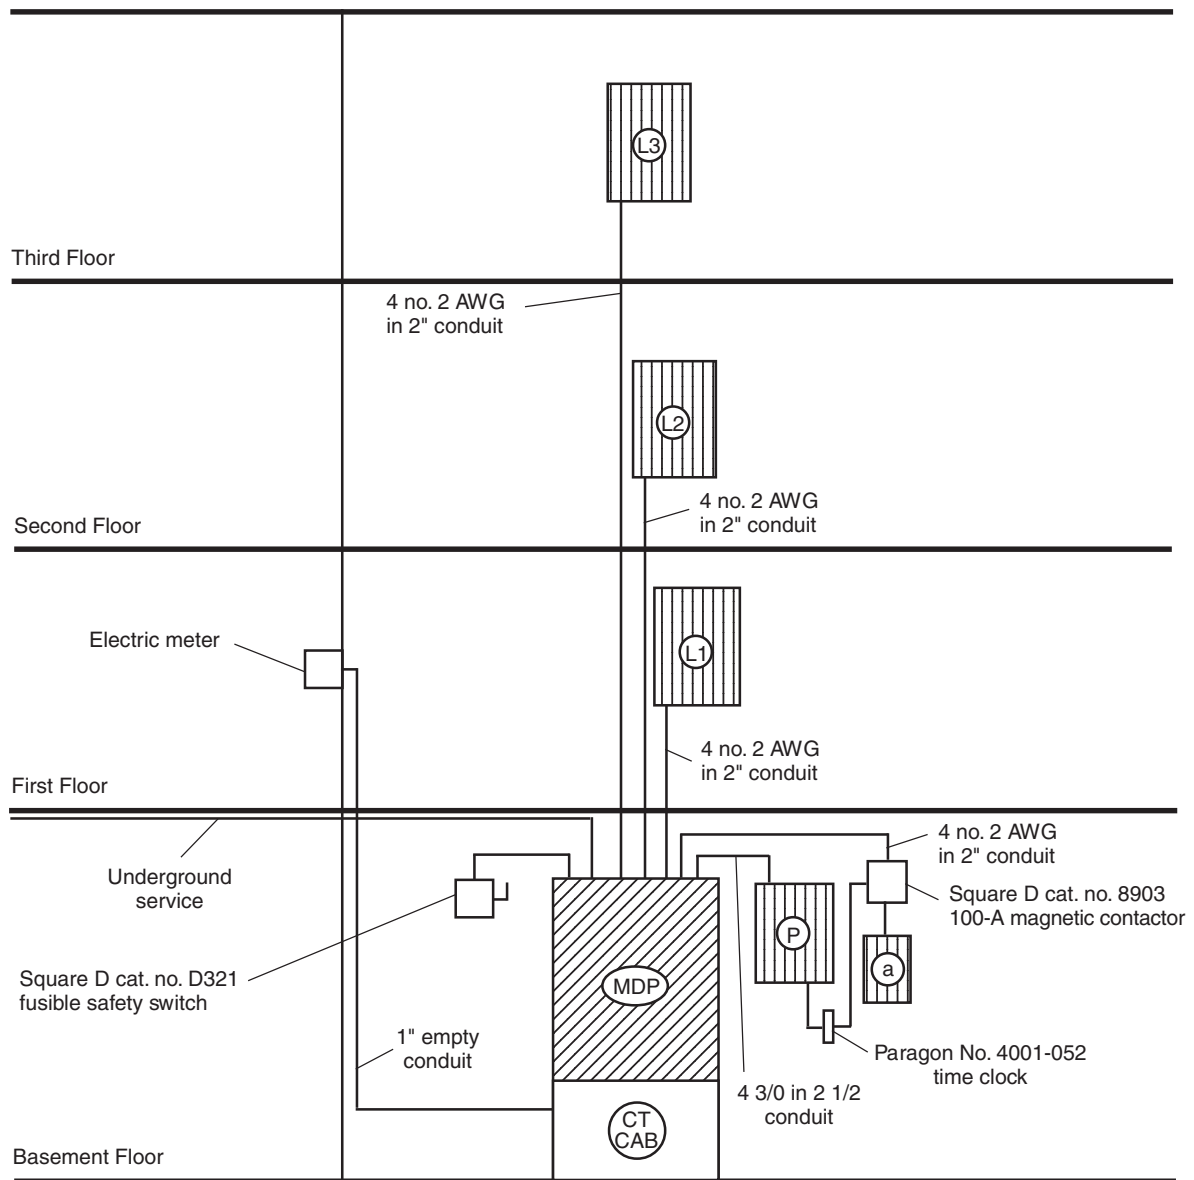 L3
Third Floor
4 no. 2 AWG
in 2" conduit
L2
4 no. 2 AWG
in 2" conduit
Second Floor
Electric meter
L1
4 no. 2 AWG
in 2" conduit
First Floor
Underground
service
4 no. 2 AWG
in 2" conduit
Square D cat. no. 8903
100-A magnetic contactor
P
a
Square D cat. no. D321
fusible safety switch
MDP
1" empty
conduit
Paragon No. 4001-052
time clock
4 3/0 in 2 1/2
conduit
CT
CAB
Basement Floor